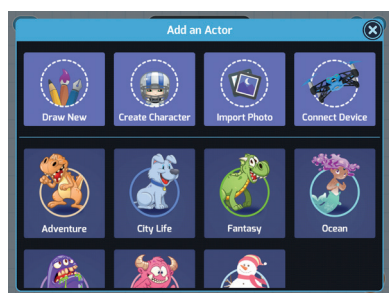 Add an Actor
Draw New
Create Character
Import Photo
Connect Device
Adventure
City Life
Fantasy
Ocean